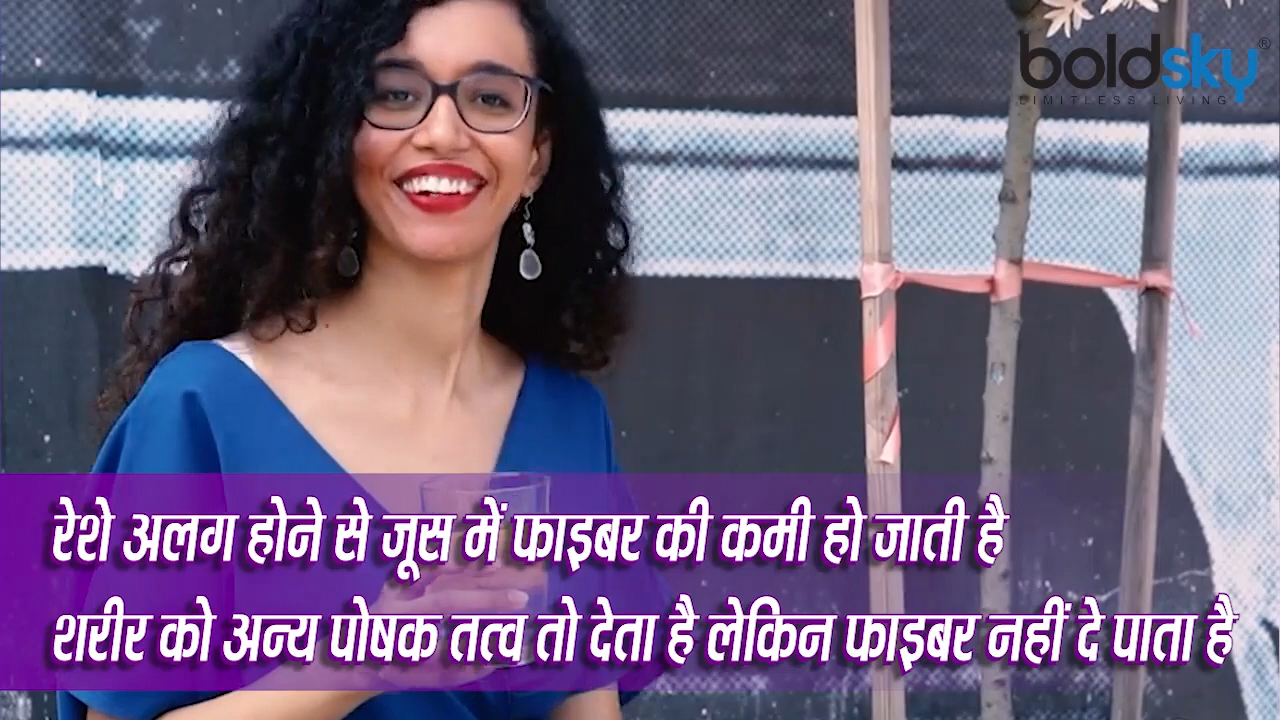 boldsky®
LIMITLESS LIVING
रेशे अलग होने से जूस में फाइबर की कमी हो जाती है
शरीर को अन्य पोषक तत्व तो देता है लेकिन फाइबर नहीं दे पाता है